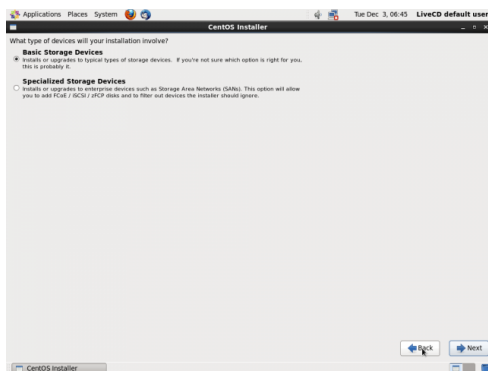 Applications Places System Tue Dec 3, 06:45 LiveCD default user
CentOS Installer
What type of devices will your installation involve?
Basic Storage Devices
Installs or upgrades to typical types of storage devices. If you're not sure which option is right for you,
this is probably it.
Specialized Storage Devices
Installs or upgrades to enterprise devices such as Storage Area Networks (SANs). This option will allow
you to add FCoE / iSCSI / zFCP disks and to filter out devices the installer should ignore.
Back Next
CentOS Installer